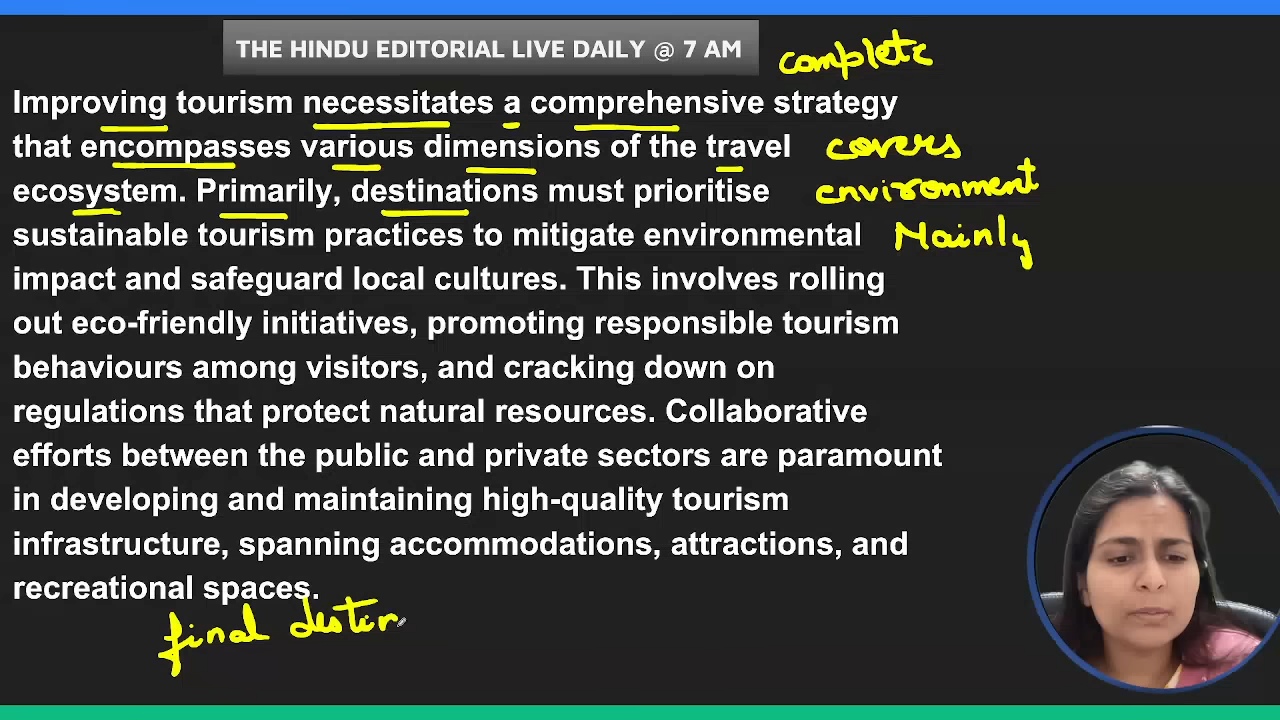 THE HINDU EDITORIAL LIVE DAILY @ 7 AM
complete
Improving tourism necessitates a comprehensive strategy
that encompasses various dimensions of the travel covers
ecosystem. Primarily, destinations must prioritise environment
sustainable tourism practices to mitigate environmental Mainly
impact and safeguard local cultures. This involves rolling
out eco-friendly initiatives, promoting responsible tourism
behaviours among visitors, and cracking down on
regulations that protect natural resources. Collaborative
efforts between the public and private sectors are paramount
in developing and maintaining high-quality tourism
infrastructure, spanning accommodations, attractions, and
recreational spaces.
final destin